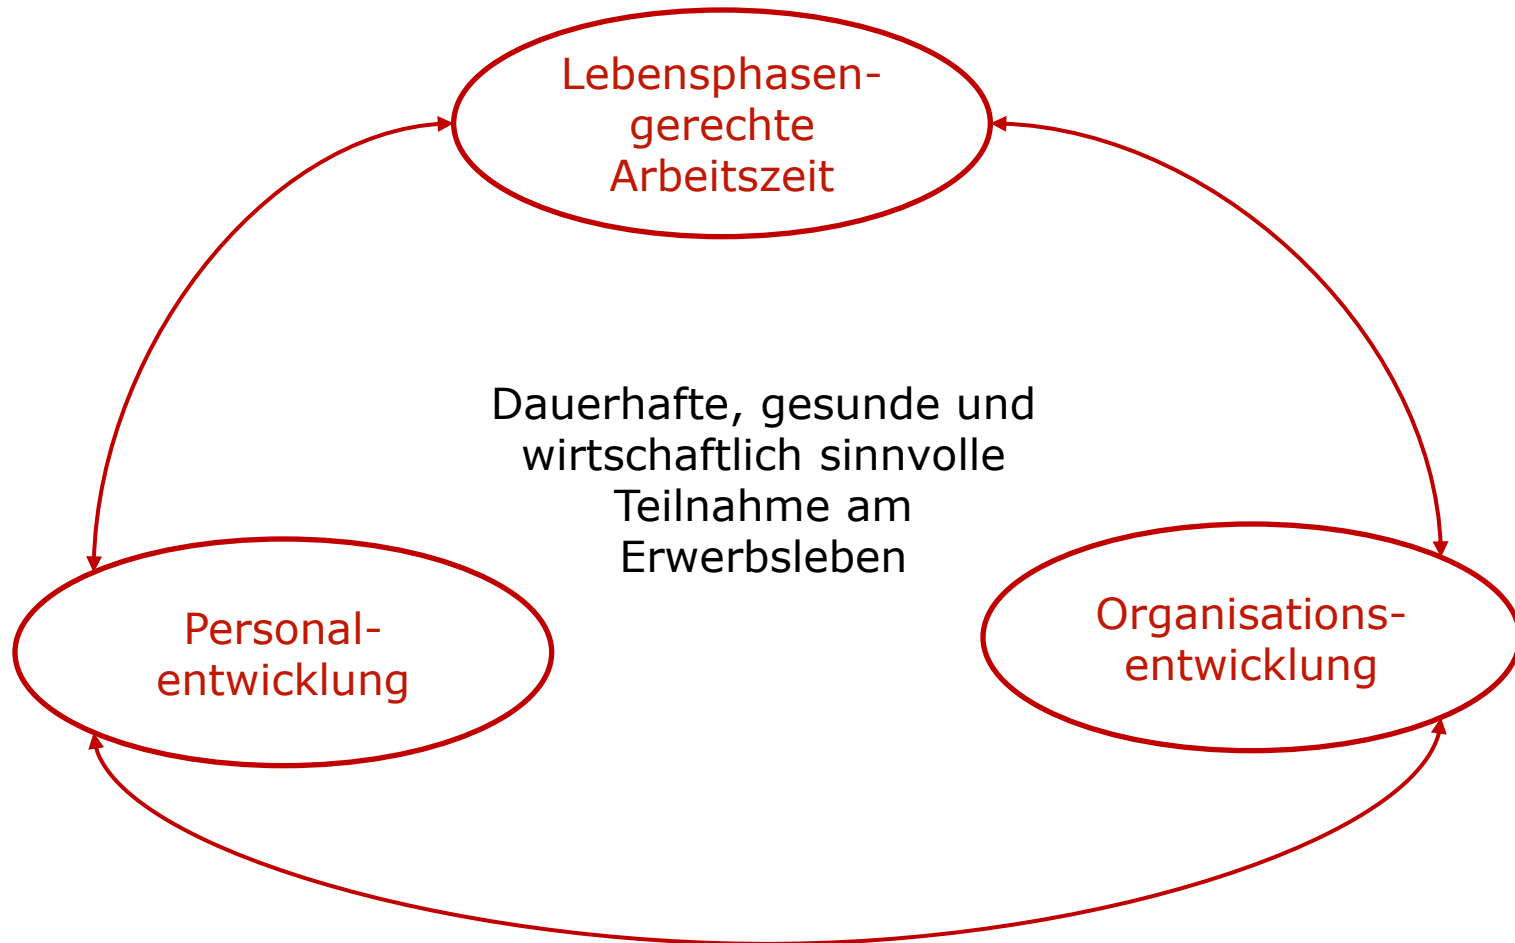 Lebensphasen-
gerechte
Arbeitszeit
Dauerhafte, gesunde und
wirtschaftlich sinnvolle
Teilnahme am
Erwerbsleben
Personal-
entwicklung
Organisations-
entwicklung